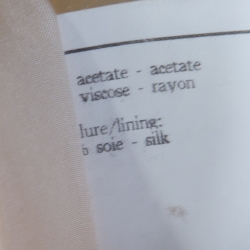 acetate - acetate
viscose - rayon
lure/lining:
soie - silk